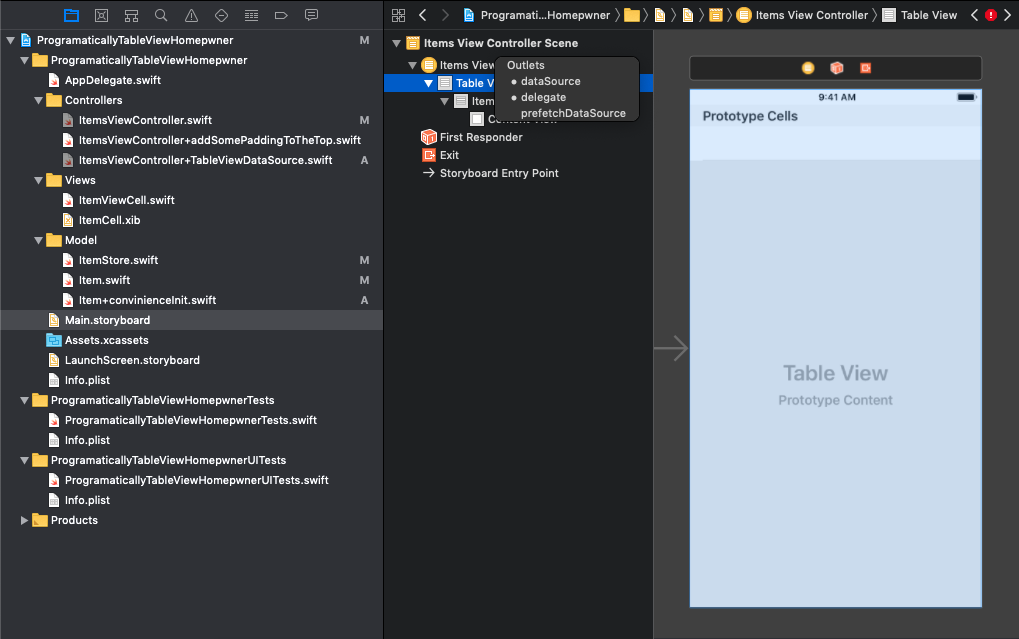 ProgramaticallyTableViewHomepwner M
ProgramaticallyTableViewHomepwner
AppDelegate.swift
Controllers
ItemsViewController.swift M
ItemsViewController+addSomePaddingToTheTop.swift
ItemsViewController+TableViewDataSource.swift A
Views
ItemViewCell.swift
ItemCell.xib
Model
ItemStore.swift M
Item.swift M
Item+convinienceInit.swift A
Main.storyboard
Assets.xcassets
LaunchScreen.storyboard
Info.plist
ProgramaticallyTableViewHomepwnerTests
ProgramaticallyTableViewHomepwnerTests.swift
Info.plist
ProgramaticallyTableViewHomepwnerUITests
ProgramaticallyTableViewHomepwnerUITests.swift
Info.plist
Products
Programati...Homepwner Items View Controller Table View
Items View Controller Scene
Items View
Table V
Item
First Responder
Exit
Storyboard Entry Point
Outlets
dataSource
delegate
prefetchDataSource
9:41 AM
Prototype Cells
Table View
Prototype Content